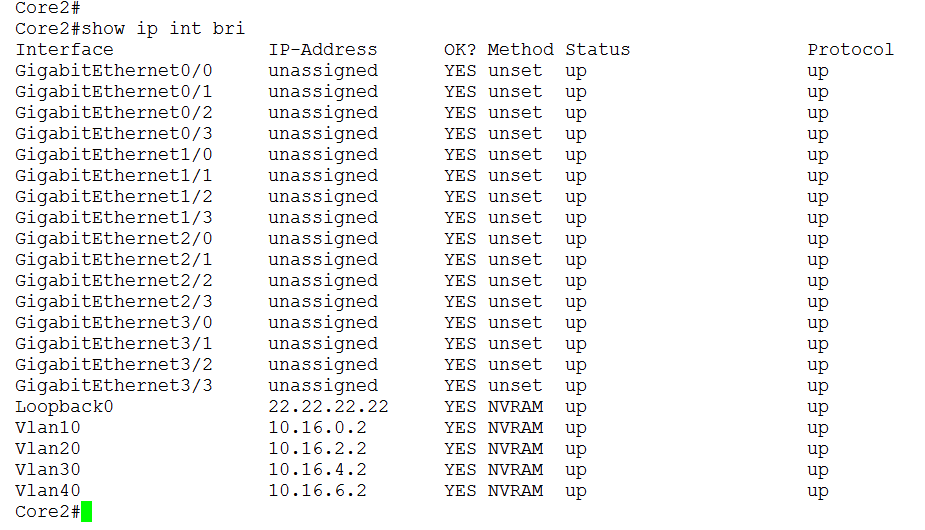 Core2#
Core2#show ip int bri
Interface              IP-Address      OK? Method Status                Protocol
GigabitEthernet0/0     unassigned      YES unset  up                    up
GigabitEthernet0/1     unassigned      YES unset  up                    up
GigabitEthernet0/2     unassigned      YES unset  up                    up
GigabitEthernet0/3     unassigned      YES unset  up                    up
GigabitEthernet1/0     unassigned      YES unset  up                    up
GigabitEthernet1/1     unassigned      YES unset  up                    up
GigabitEthernet1/2     unassigned      YES unset  up                    up
GigabitEthernet1/3     unassigned      YES unset  up                    up
GigabitEthernet2/0     unassigned      YES unset  up                    up
GigabitEthernet2/1     unassigned      YES unset  up                    up
GigabitEthernet2/2     unassigned      YES unset  up                    up
GigabitEthernet2/3     unassigned      YES unset  up                    up
GigabitEthernet3/0     unassigned      YES unset  up                    up
GigabitEthernet3/1     unassigned      YES unset  up                    up
GigabitEthernet3/2     unassigned      YES unset  up                    up
GigabitEthernet3/3     unassigned      YES unset  up                    up
Loopback0              22.22.22.22     YES NVRAM  up                    up
Vlan10                 10.16.0.2       YES NVRAM  up                    up
Vlan20                 10.16.2.2       YES NVRAM  up                    up
Vlan30                 10.16.4.2       YES NVRAM  up                    up
Vlan40                 10.16.6.2       YES NVRAM  up                    up
Core2#